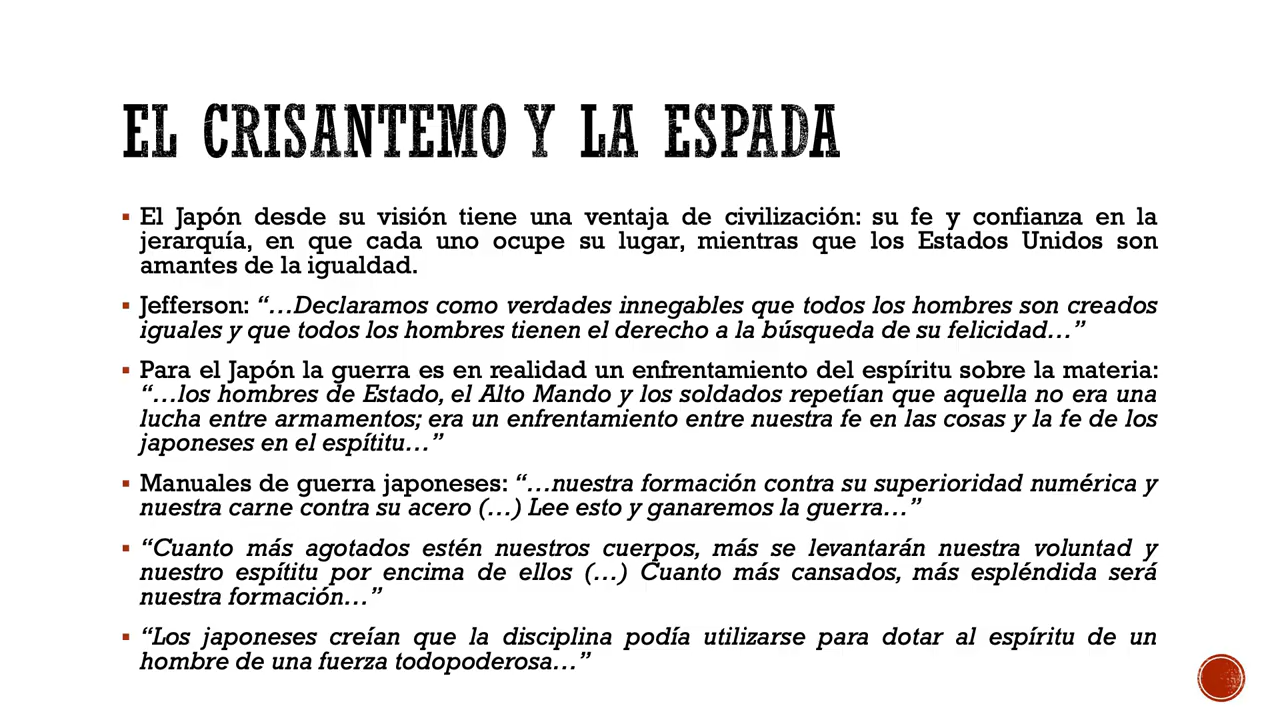 EL CRISANTEMO Y LA ESPADA
▪ El Japón desde su visión tiene una ventaja de civilización: su fe y confianza en la
jerarquía, en que cada uno ocupe su lugar, mientras que los Estados Unidos son
amantes de la igualdad.
▪ Jefferson: “…Declaramos como verdades innegables que todos los hombres son creados
iguales y que todos los hombres tienen el derecho a la búsqueda de su felicidad…”
▪ Para el Japón la guerra es en realidad un enfrentamiento del espíritu sobre la materia:
“…los hombres de Estado, el Alto Mando y los soldados repetían que aquella no era una
lucha entre armamentos; era un enfrentamiento entre nuestra fe en las cosas y la fe de los
japoneses en el espítitu…”
▪ Manuales de guerra japoneses: “…nuestra formación contra su superioridad numérica y
nuestra carne contra su acero (…) Lee esto y ganaremos la guerra…”
▪ “Cuanto más agotados estén nuestros cuerpos, más se levantarán nuestra voluntad y
nuestro espítitu por encima de ellos (…) Cuanto más cansados, más espléndida será
nuestra formación…”
▪ “Los japoneses creían que la disciplina podía utilizarse para dotar al espíritu de un
hombre de una fuerza todopoderosa…”